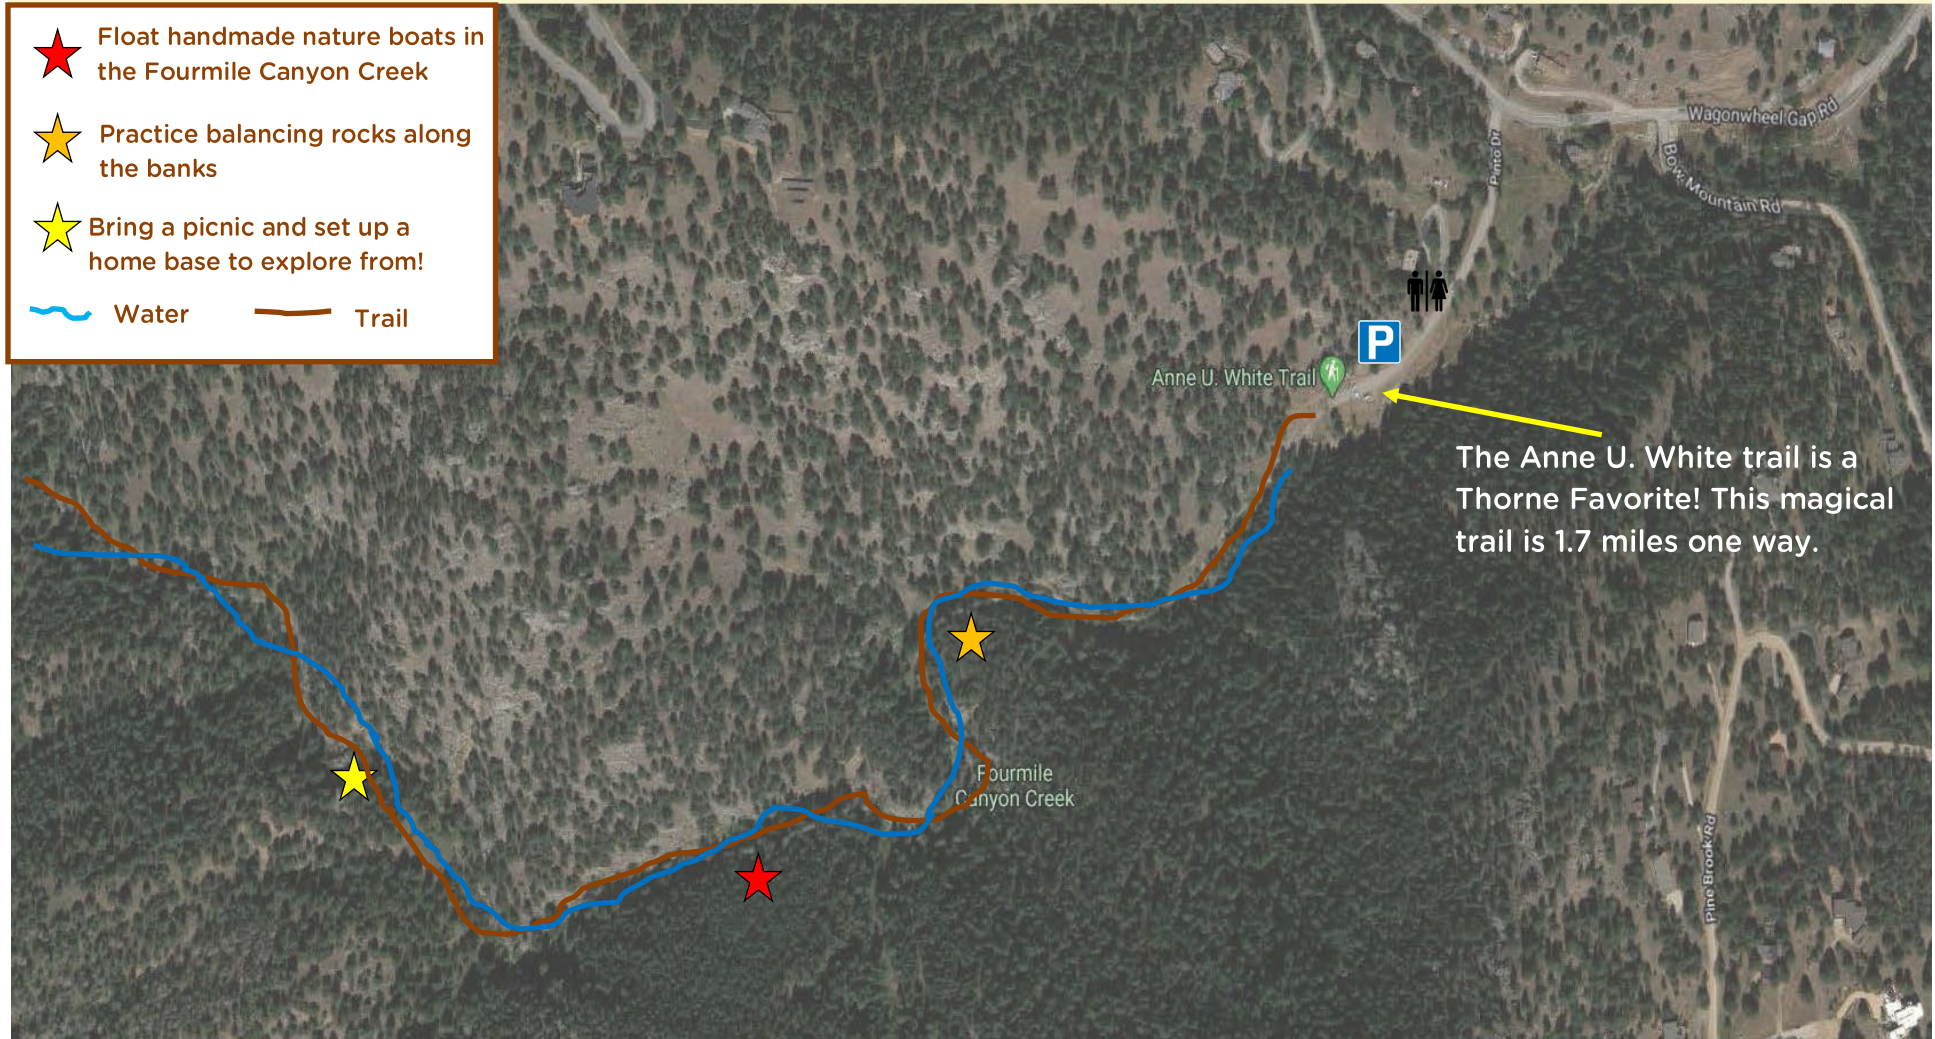 Float handmade nature boats in
the Fourmile Canyon Creek
Practice balancing rocks along
the banks
Bring a picnic and set up a
home base to explore from!
Water
Trail
Wagonwheel Gap Rd
Pinto Dr
Bow Mountain Rd
P
Anne U. White Trail
The Anne U. White trail is a
Thorne Favorite! This magical
trail is 1.7 miles one way.
Fourmile
Canyon Creek
Pine Brook Rd